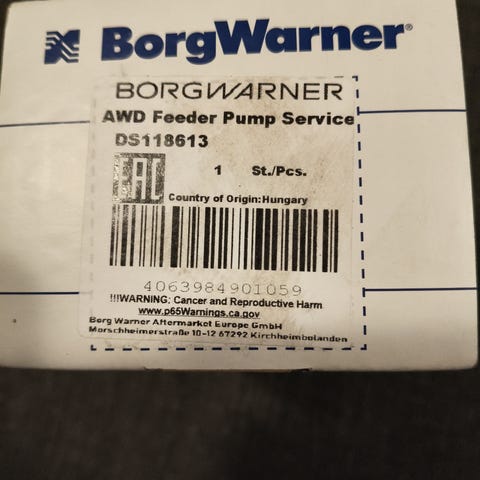 BorgWarner®
BORGWARNER
AWD Feeder Pump Service
DS118613
EAC
1 St./Pcs.
Country of Origin:Hungary
4063984901059
!!!WARNING: Cancer and Reproductive Harm
www.p65Warnings.ca.gov
Borg Warner Aftermarket Europe GmbH
Morschheimerstraße 10-12 67292 Kirchheimbolanden